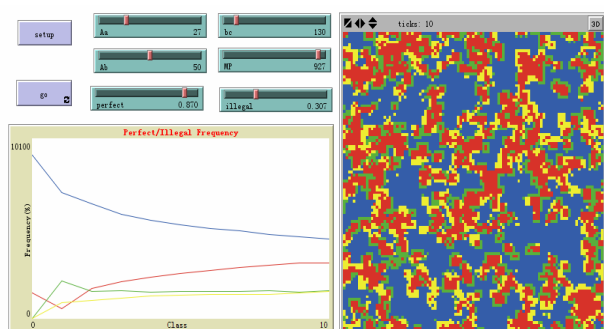 setup
Aa 27
bc 130
Ab 50
MP 927
go
perfect 0.870
illegal 0.307
ticks: 10
3D
Perfect/Illegal Frequency
10100
Frequency(%)
0
0
Class
10